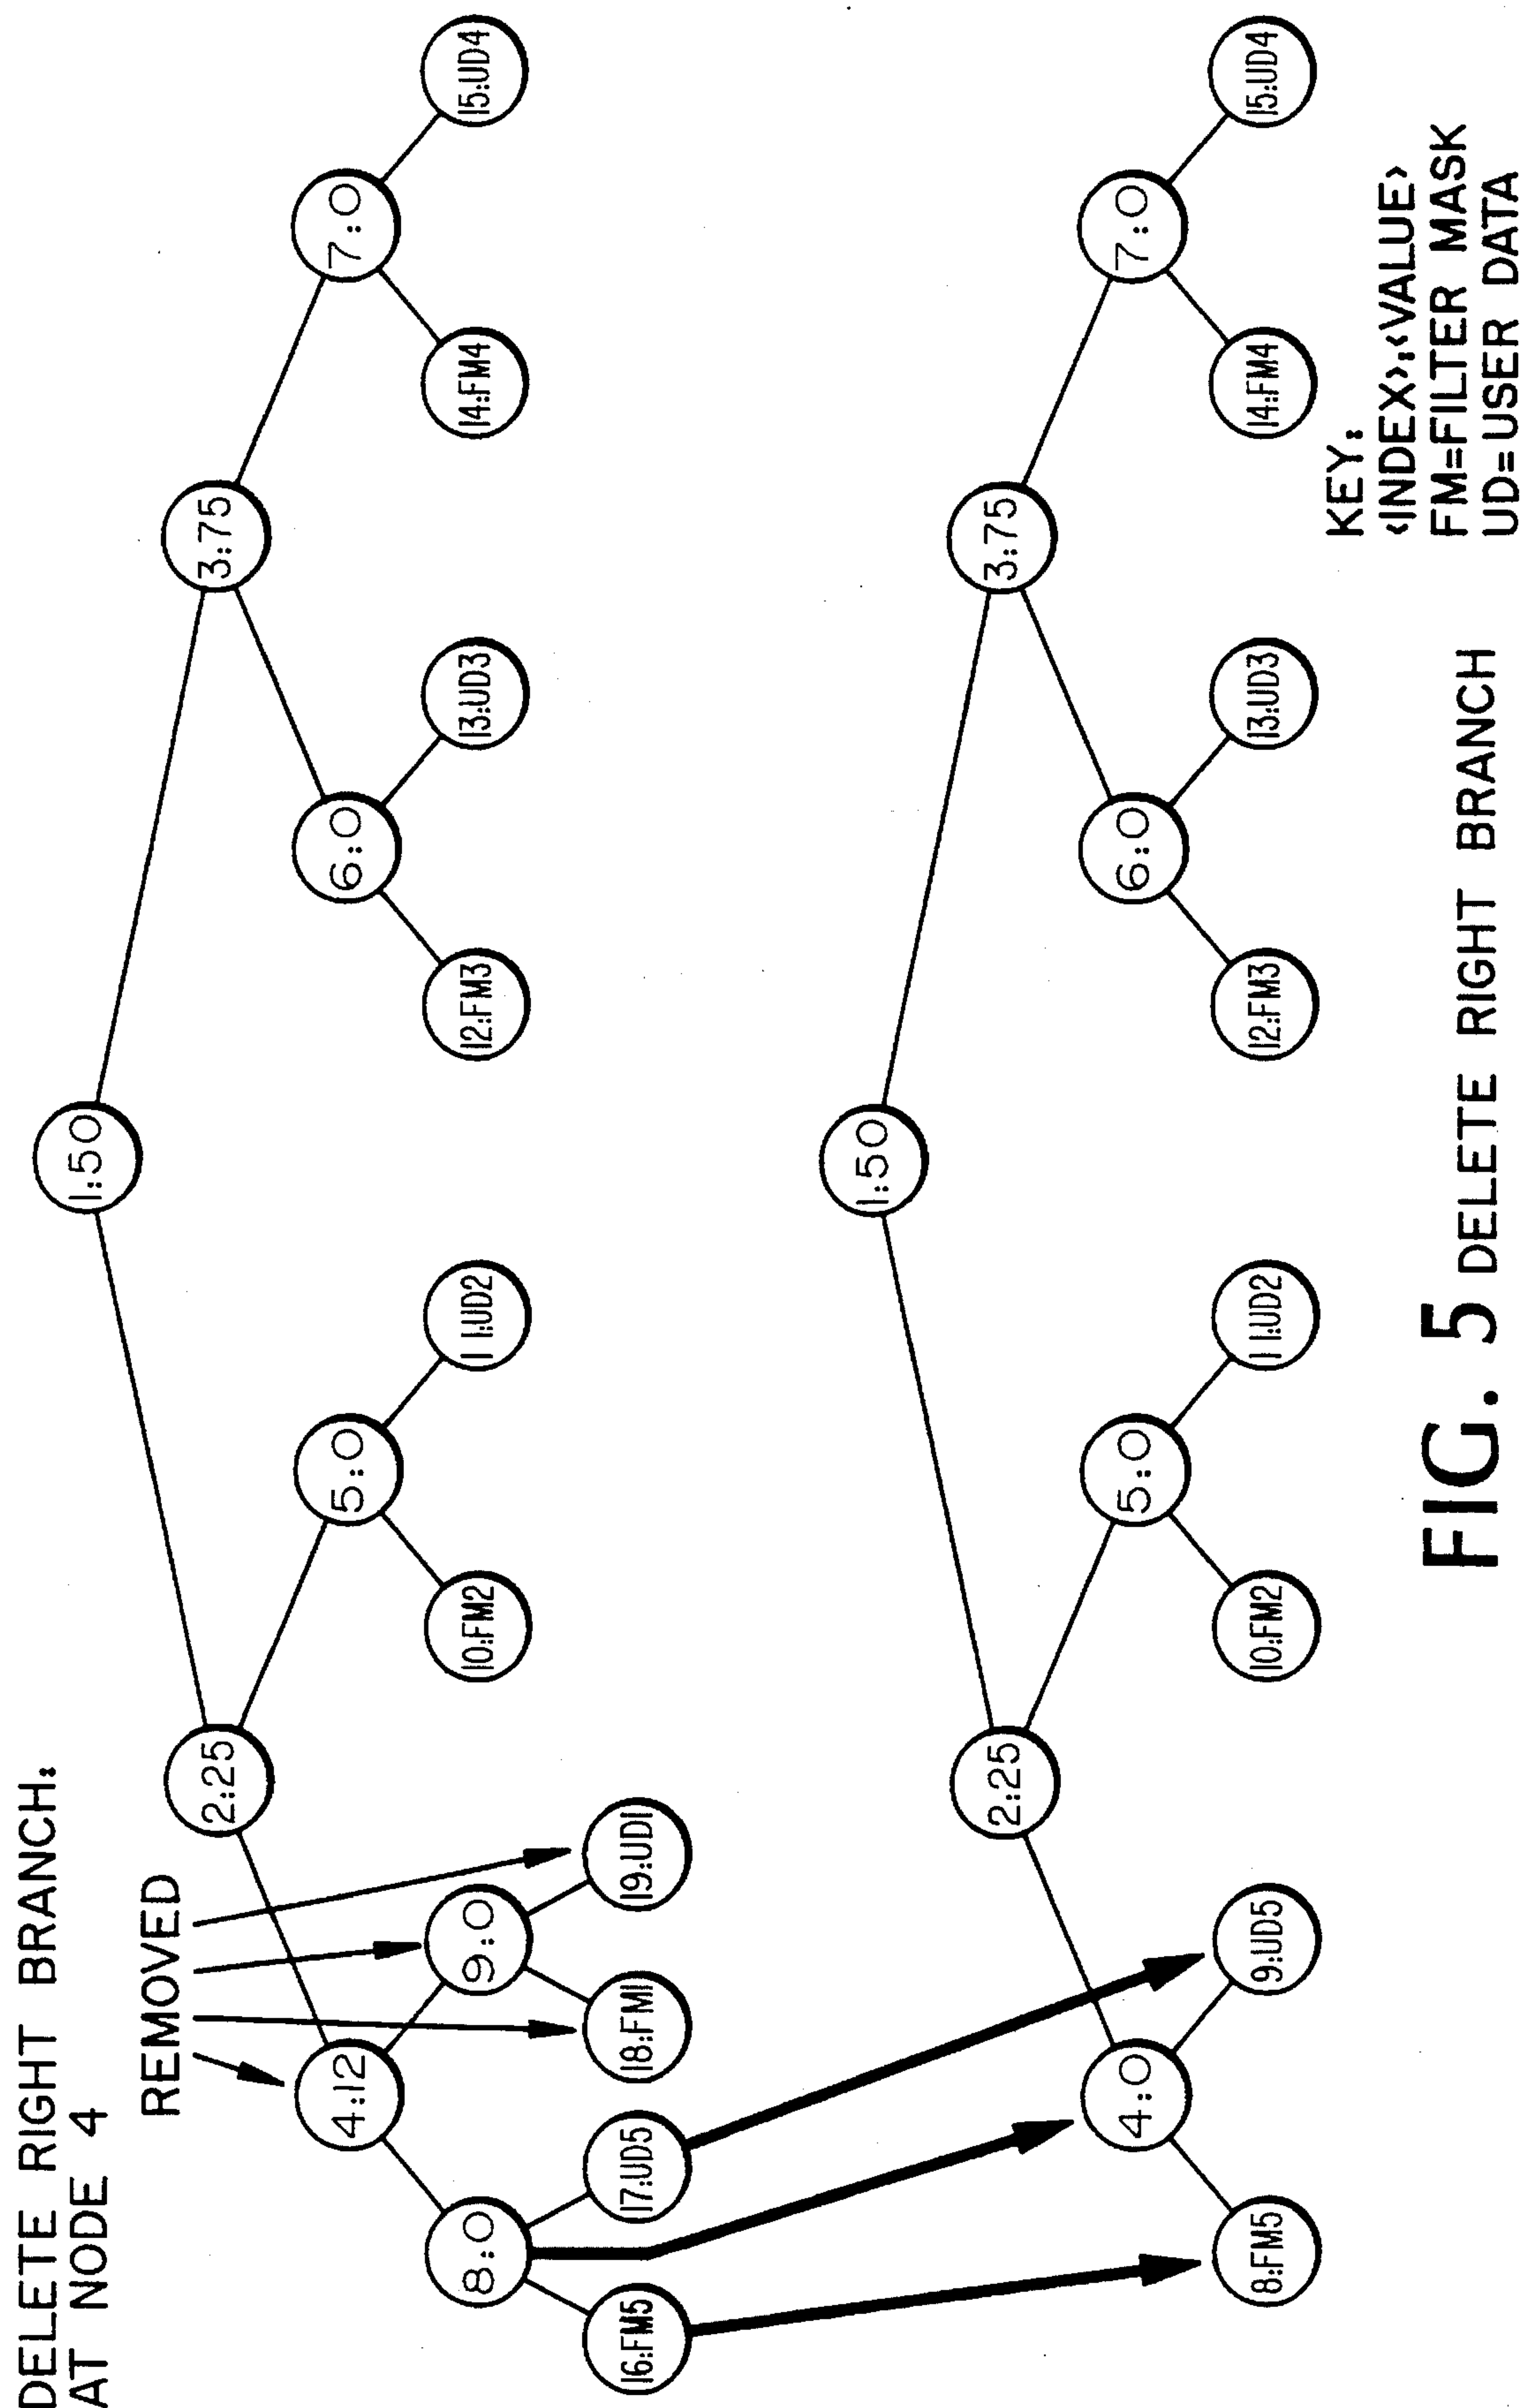 DELETE RIGHT BRANCH:
AT NODE 4
REMOVED
1:50
2:25
3:75
4:12
5:0
6:0
7:0
8:0
9:0
10:FM2
11:UD2
12:FM3
13:UD3
14:FM4
15:UD4
16:FM5
17:UD5
18:FM1
19:UD1
1:50
2:25
3:75
4:0
5:0
6:0
7:0
8:FM5
9:UD5
10:FM2
11:UD2
12:FM3
13:UD3
14:FM4
15:UD4
KEY:
<INDEX>:<VALUE>
FM=FILTER MASK
UD=USER DATA
FIG. 5 DELETE RIGHT BRANCH